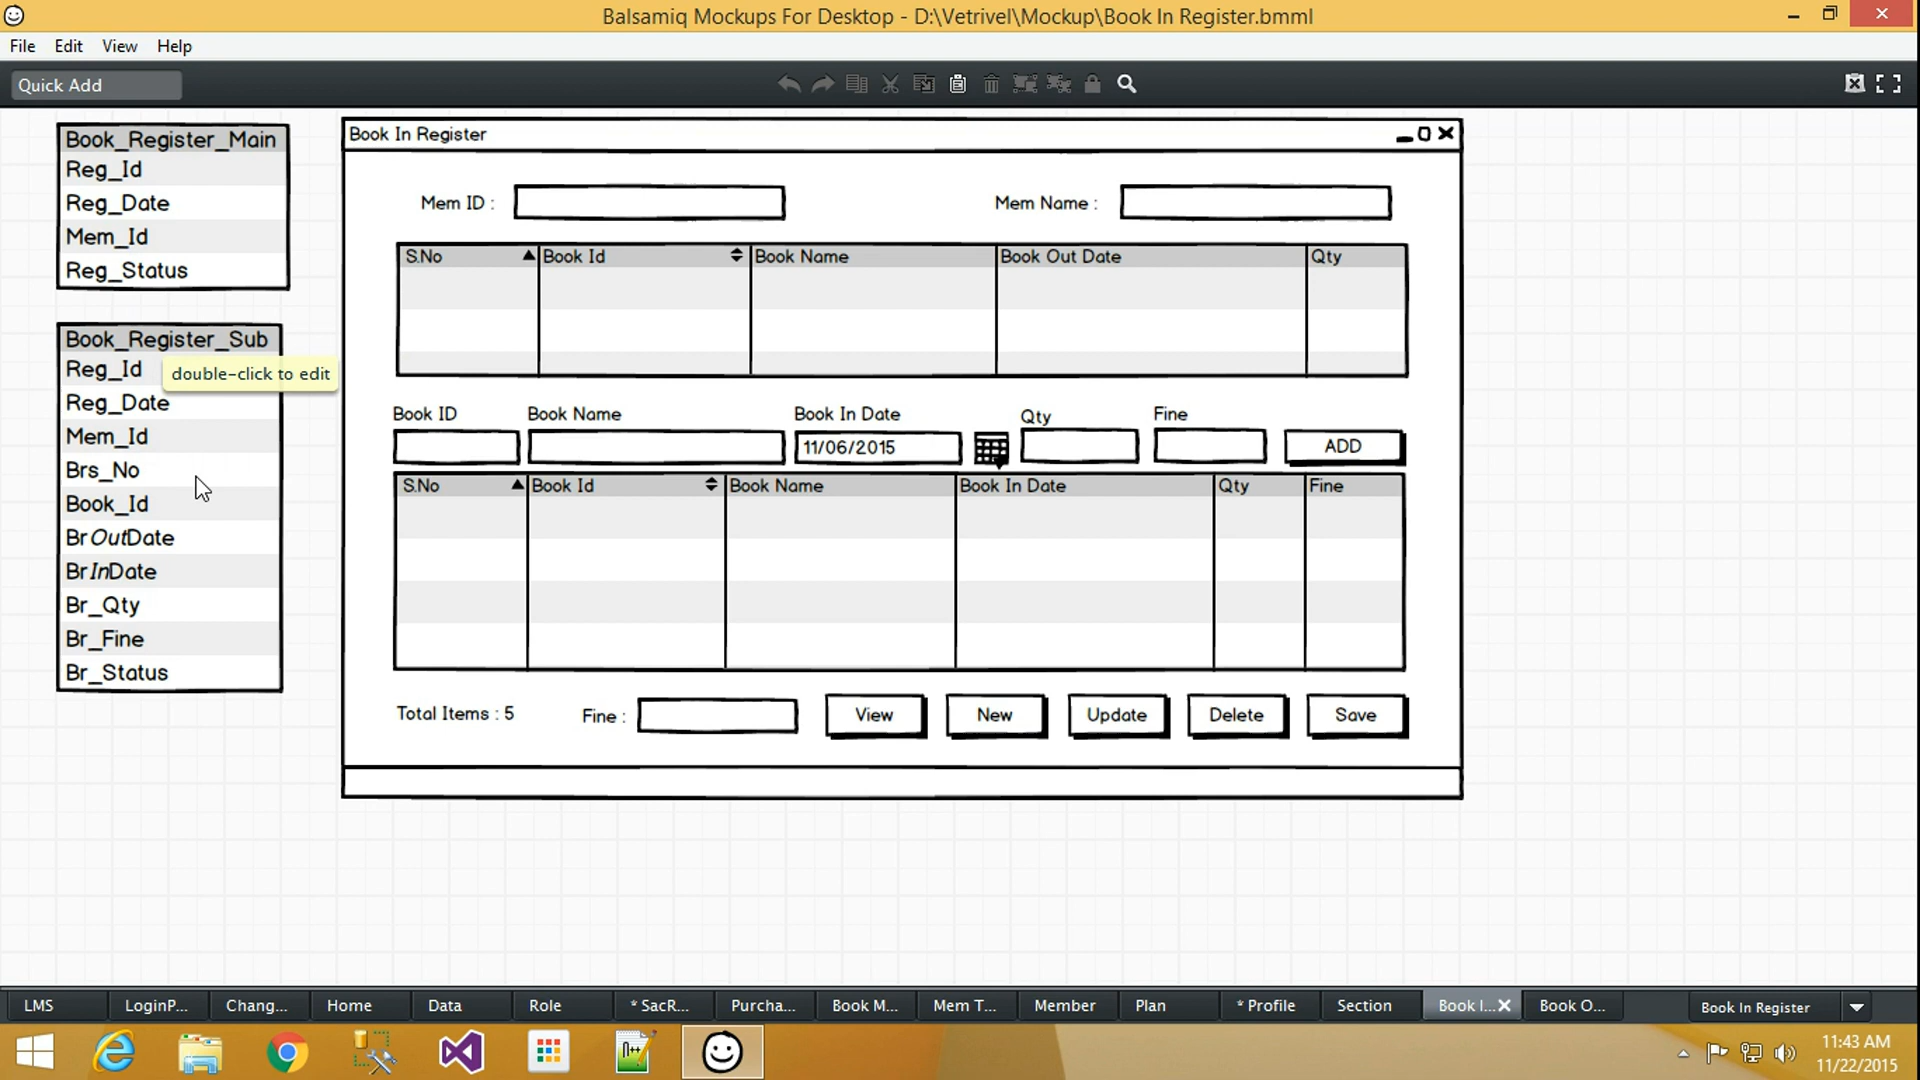 Balsamiq Mockups For Desktop - D:\Vetrivel\Mockup\Book In Register.bmml
File Edit View Help
Quick Add
Book_Register_Main
Reg_Id
Reg_Date
Mem_Id
Reg_Status
Book_Register_Sub
Reg_Id
double-click to edit
Reg_Date
Mem_Id
Brs_No
Book_Id
BrOutDate
BrInDate
Br_Qty
Br_Fine
Br_Status
Book In Register
Mem ID :
Mem Name :
S.No Book Id Book Name Book Out Date Qty
Book ID Book Name Book In Date Qty Fine
11/06/2015 ADD
S.No Book Id Book Name Book In Date Qty Fine
Total Items : 5 Fine : View New Update Delete Save
LMS LoginP... Chang... Home Data Role * SacR... Purcha... Book M... Mem T... Member Plan * Profile Section Book I... Book O... Book In Register
n++
11:43 AM
11/22/2015